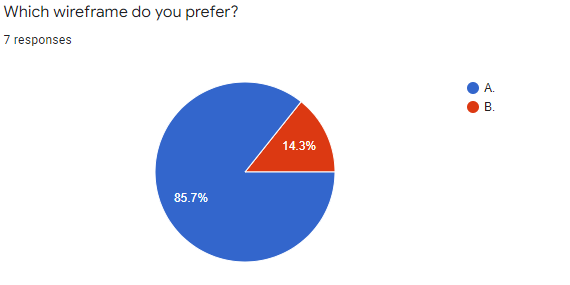 Which wireframe do you prefer?
7 responses
A.
B.
14.3%
85.7%